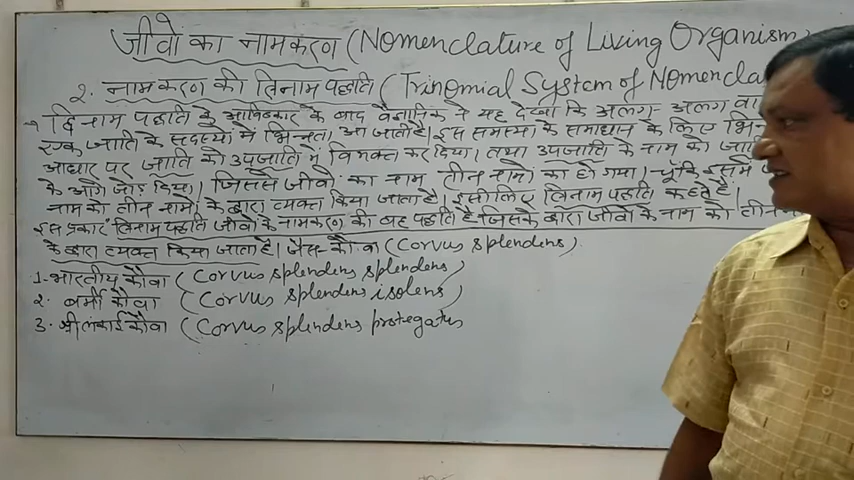 जीवों का नामकरण (Nomenclature of Living Organism)
2. नामकरण की त्रिनाम पद्धति (Trinomial System of Nomencla
→ द्विनाम पद्धति के आविष्कार के बाद वैज्ञानिक ने यह देखा कि अलग-अलग वा
एक जाति के सदस्यों में भिन्नता आ जाती है। इस समस्या के समाधान के लिए भिन
आधार पर जाति को उपजाति में विभक्त कर दिया। तथा उपजाति के नाम को जा
के आगे जोड़ दिया। जिससे जीवों का नाम तीन नामों का हो गया। चूँकि इसमें
नाम को तीन नामों के द्वारा व्यक्त किया जाता है। इसीलिए त्रिनाम पद्धति कहते है।
इस प्रकार त्रिनाम पद्धति जीवों के नामकरण की वह पद्धति है जिसके द्वारा जीवों के नाम को तीन
के द्वारा व्यक्त किया जाता है। जैसे- कौवा (Corvus splendens)
1. भारतीय कौवा (Corvus splendens splendens)
2. बर्मी कौवा (Corvus splendens isolens)
3. श्रीलंकाई कौवा (Corvus splendens protegatus